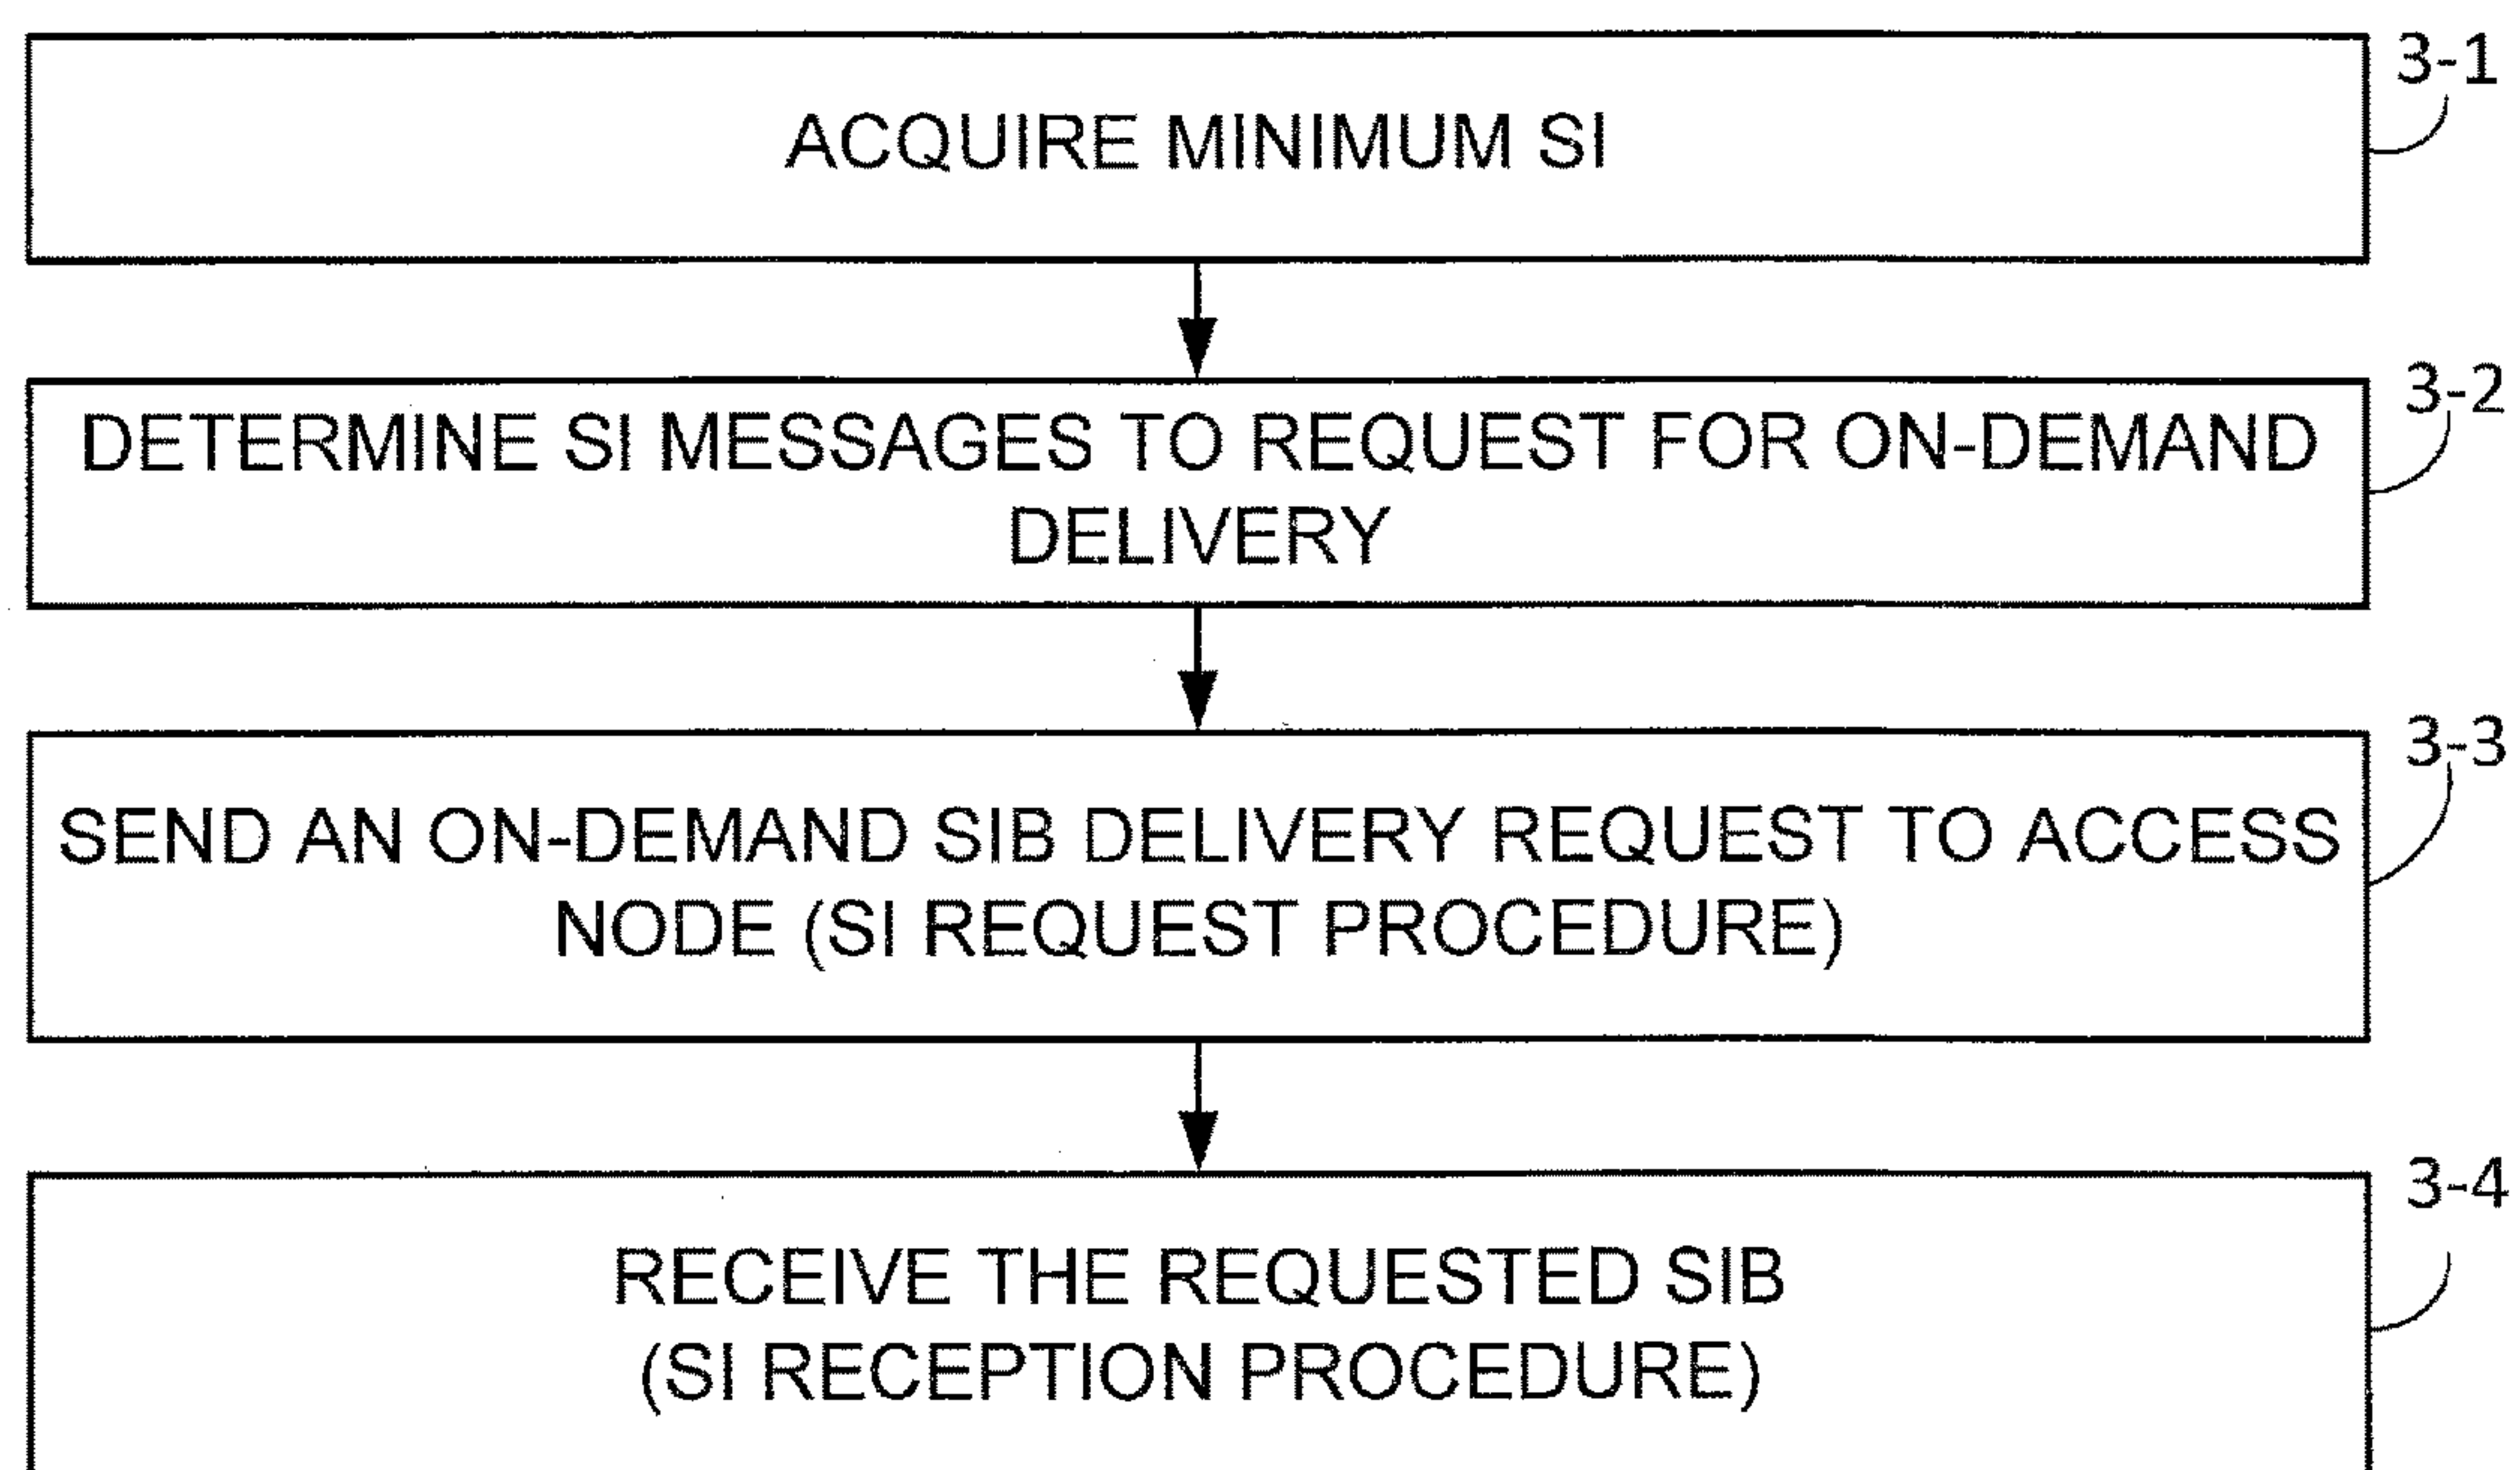 3-1
ACQUIRE MINIMUM SI
3-2
DETERMINE SI MESSAGES TO REQUEST FOR ON-DEMAND
DELIVERY
3-3
SEND AN ON-DEMAND SIB DELIVERY REQUEST TO ACCESS
NODE (SI REQUEST PROCEDURE)
3-4
RECEIVE THE REQUESTED SIB
(SI RECEPTION PROCEDURE)